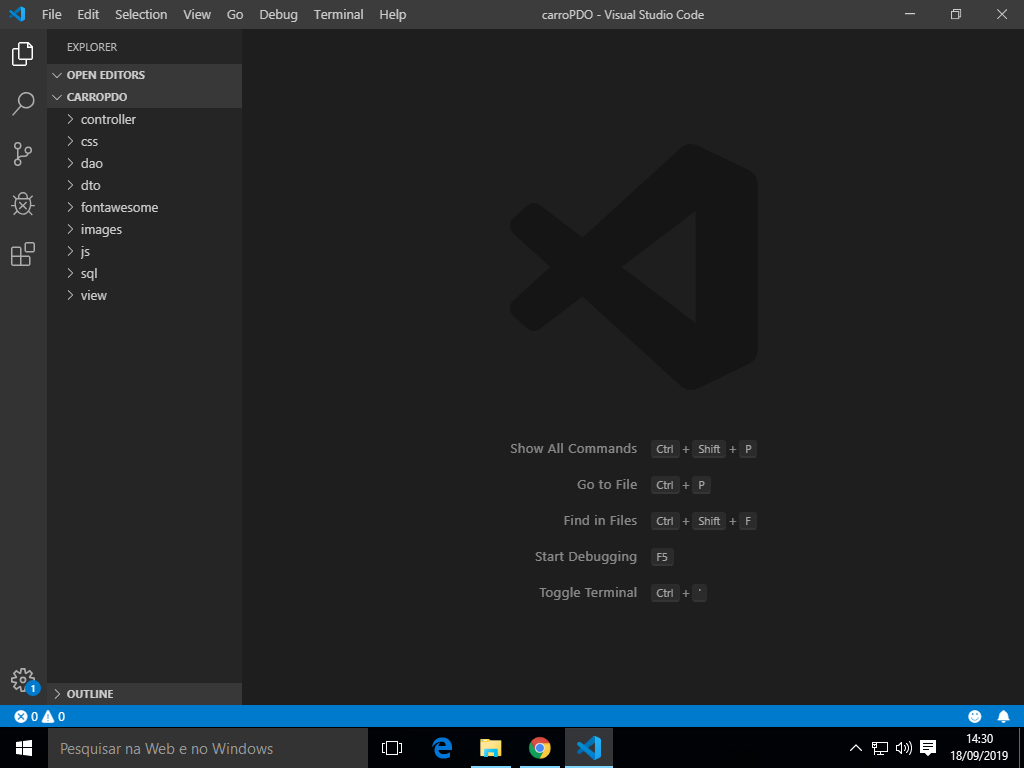 File Edit Selection View Go Debug Terminal Help carroPDO - Visual Studio Code
EXPLORER
OPEN EDITORS
CARROPDO
controller
css
dao
dto
fontawesome
images
js
sql
view
Show All Commands Ctrl + Shift + P
Go to File Ctrl + P
Find in Files Ctrl + Shift + F
Start Debugging F5
Toggle Terminal Ctrl + '
1
OUTLINE
0 0
Pesquisar na Web e no Windows
14:30
18/09/2019